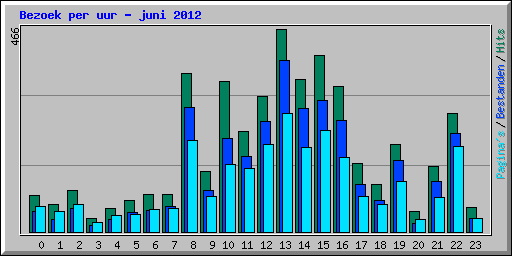 Bezoek per uur - juni 2012
466
Pagina's / Bestanden / Hits
0 1 2 3 4 5 6 7 8 9 10 11 12 13 14 15 16 17 18 19 20 21 22 23